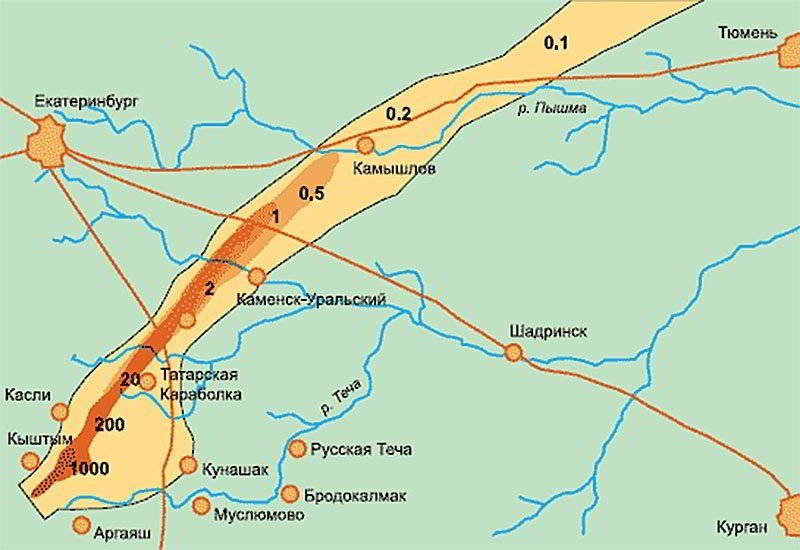 0.1
Тюмень
Екатеринбург
0.2
р. Пышма
Камышлов
0.5
1
2
Каменск-Уральский
Шадринск
20
Татарская
Караболка
Касли
р. Теча
200
Кыштым
Русская Теча
1000
Кунашак
Бродокалмак
Муслюмово
Аргаяш
Курган